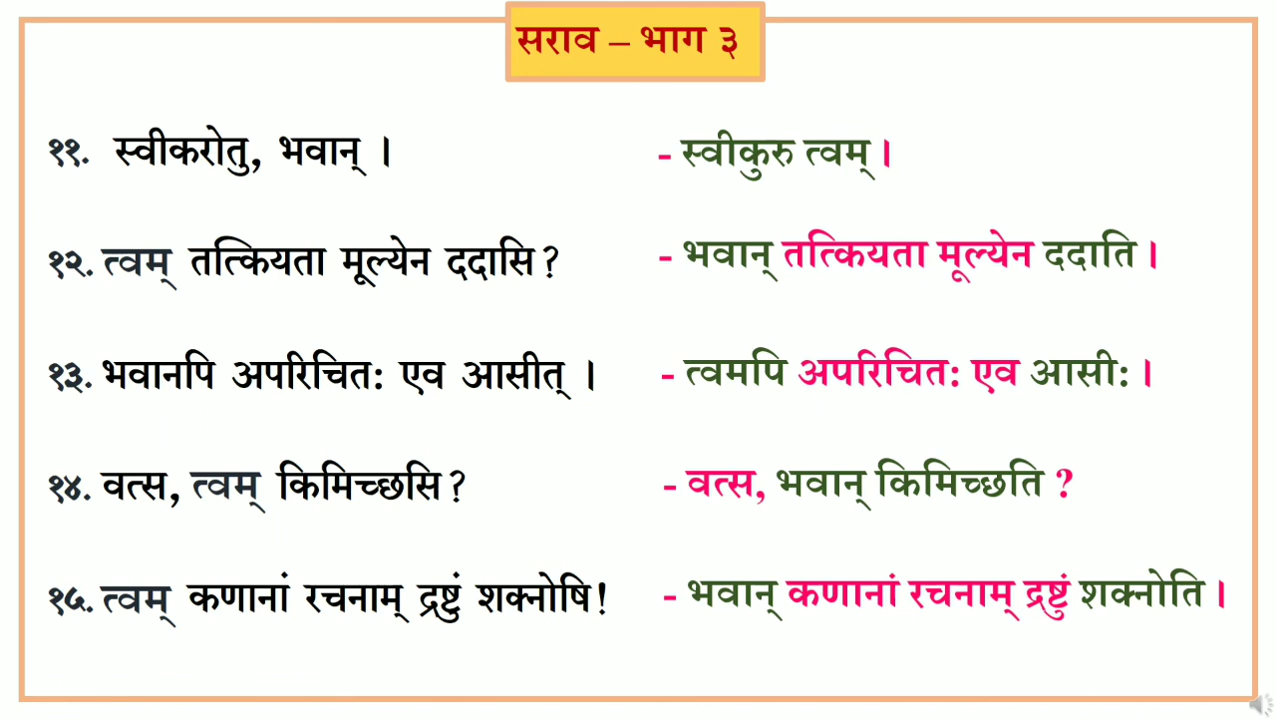 सराव – भाग ३
११. स्वीकरोतु, भवान् । - स्वीकुरु त्वम् ।
१२. त्वम् तत्कियता मूल्येन ददासि ? - भवान् तत्कियता मूल्येन ददाति ।
१३. भवानपि अपरिचित: एव आसीत् । - त्वमपि अपरिचित: एव आसी: ।
१४. वत्स, त्वम् किमिच्छसि ? - वत्स, भवान् किमिच्छति ?
१५. त्वम् कणानां रचनाम् द्रष्टुं शक्नोषि ! - भवान् कणानां रचनाम् द्रष्टुं शक्नोति ।